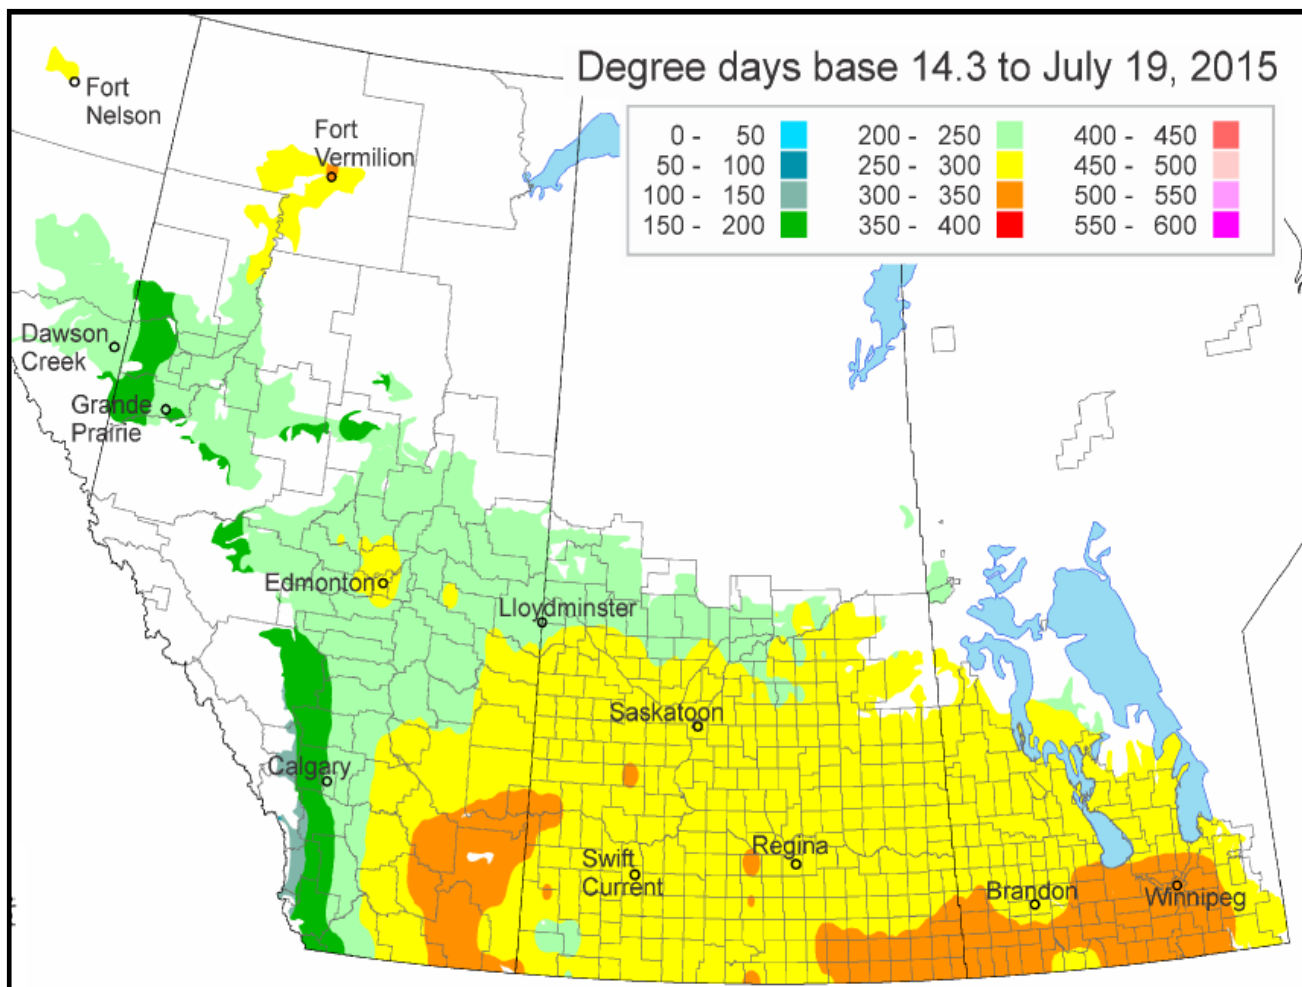 Degree days base 14.3 to July 19, 2015
0 - 50 200 - 250 400 - 450
50 - 100 250 - 300 450 - 500
100 - 150 300 - 350 500 - 550
150 - 200 350 - 400 550 - 600
Fort
Nelson
Fort
Vermilion
Dawson
Creek
Grande
Prairie
Edmonton
Lloydminster
Saskatoon
Calgary
Swift
Current
Regina
Brandon
Winnipeg